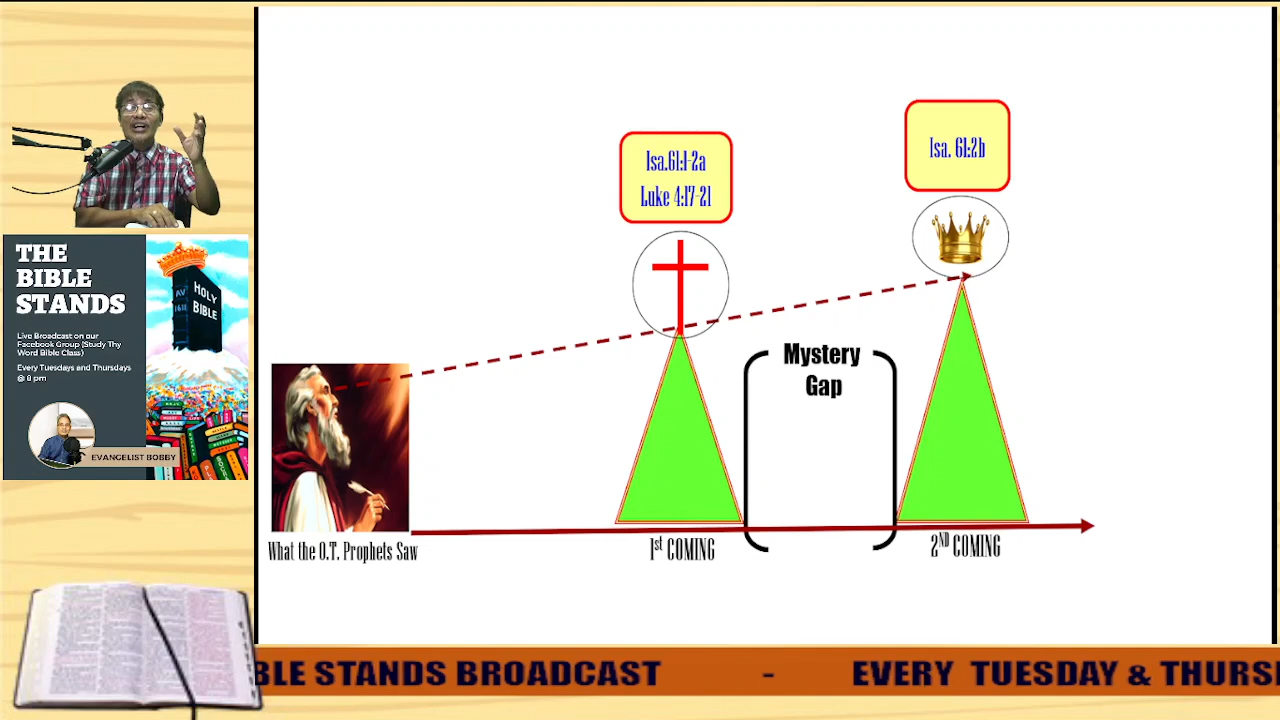 THE
BIBLE
STANDS
Live Broadcast on our
Facebook Group (Study Thy
Word Bible Class)
Every Tuesdays and Thursdays
@ 8 pm
EVANGELIST BOBBY
AV
1611
HOLY
BIBLE
Isa.61:1-2a
Luke 4:17-21
Isa. 61:2b
Mystery
Gap
What the O.T. Prophets Saw
1st COMING
2ND COMING
BLE STANDS BROADCAST - EVERY TUESDAY & THURS